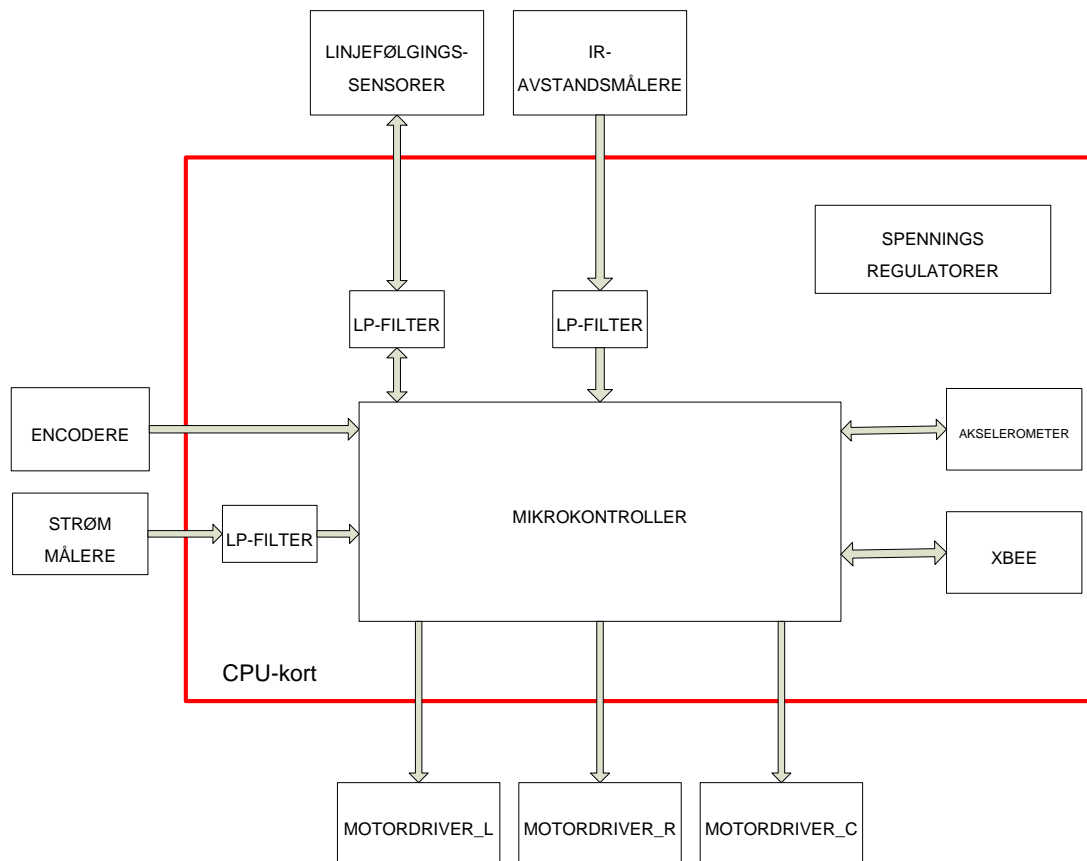 LINJEFØLGINGS-
SENSORER
IR-
AVSTANDSMÅLERE
SPENNINGS
REGULATORER
LP-FILTER
LP-FILTER
ENCODERE
AKSELEROMETER
STRØM
MÅLERE
LP-FILTER
MIKROKONTROLLER
XBEE
CPU-kort
MOTORDRIVER_L
MOTORDRIVER_R
MOTORDRIVER_C